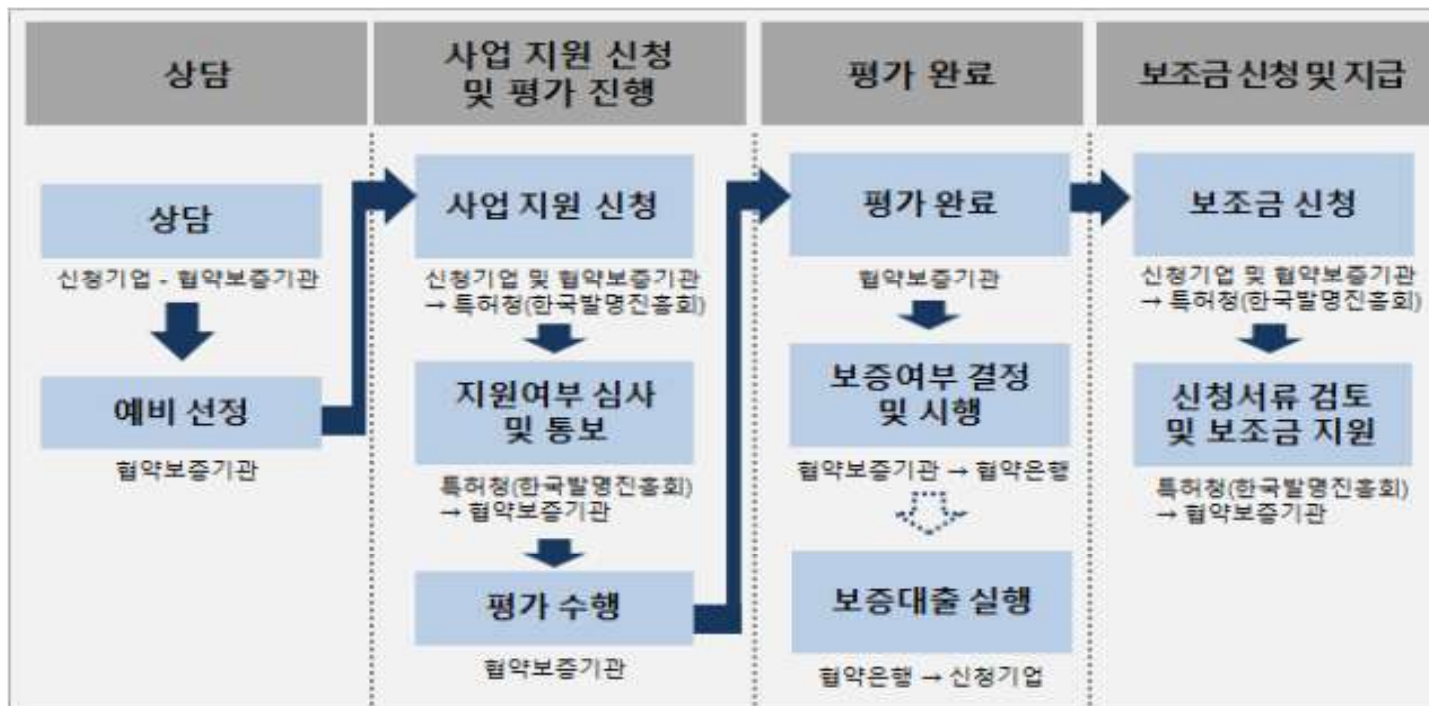 상담
사업 지원 신청
및 평가 진행
평가 완료
보조금 신청 및 지급
상담
신청기업 - 협약보증기관
예비 선정
협약보증기관
사업 지원 신청
신청기업 및 협약보증기관
→ 특허청(한국발명진흥회)
지원여부 심사
및 통보
특허청(한국발명진흥회)
→ 협약보증기관
평가 수행
협약보증기관
평가 완료
협약보증기관
보증여부 결정
및 시행
협약보증기관 → 협약은행
보증대출 실행
협약은행 → 신청기업
보조금 신청
신청기업 및 협약보증기관
→ 특허청(한국발명진흥회)
신청서류 검토
및 보조금 지원
특허청(한국발명진흥회)
→ 협약보증기관